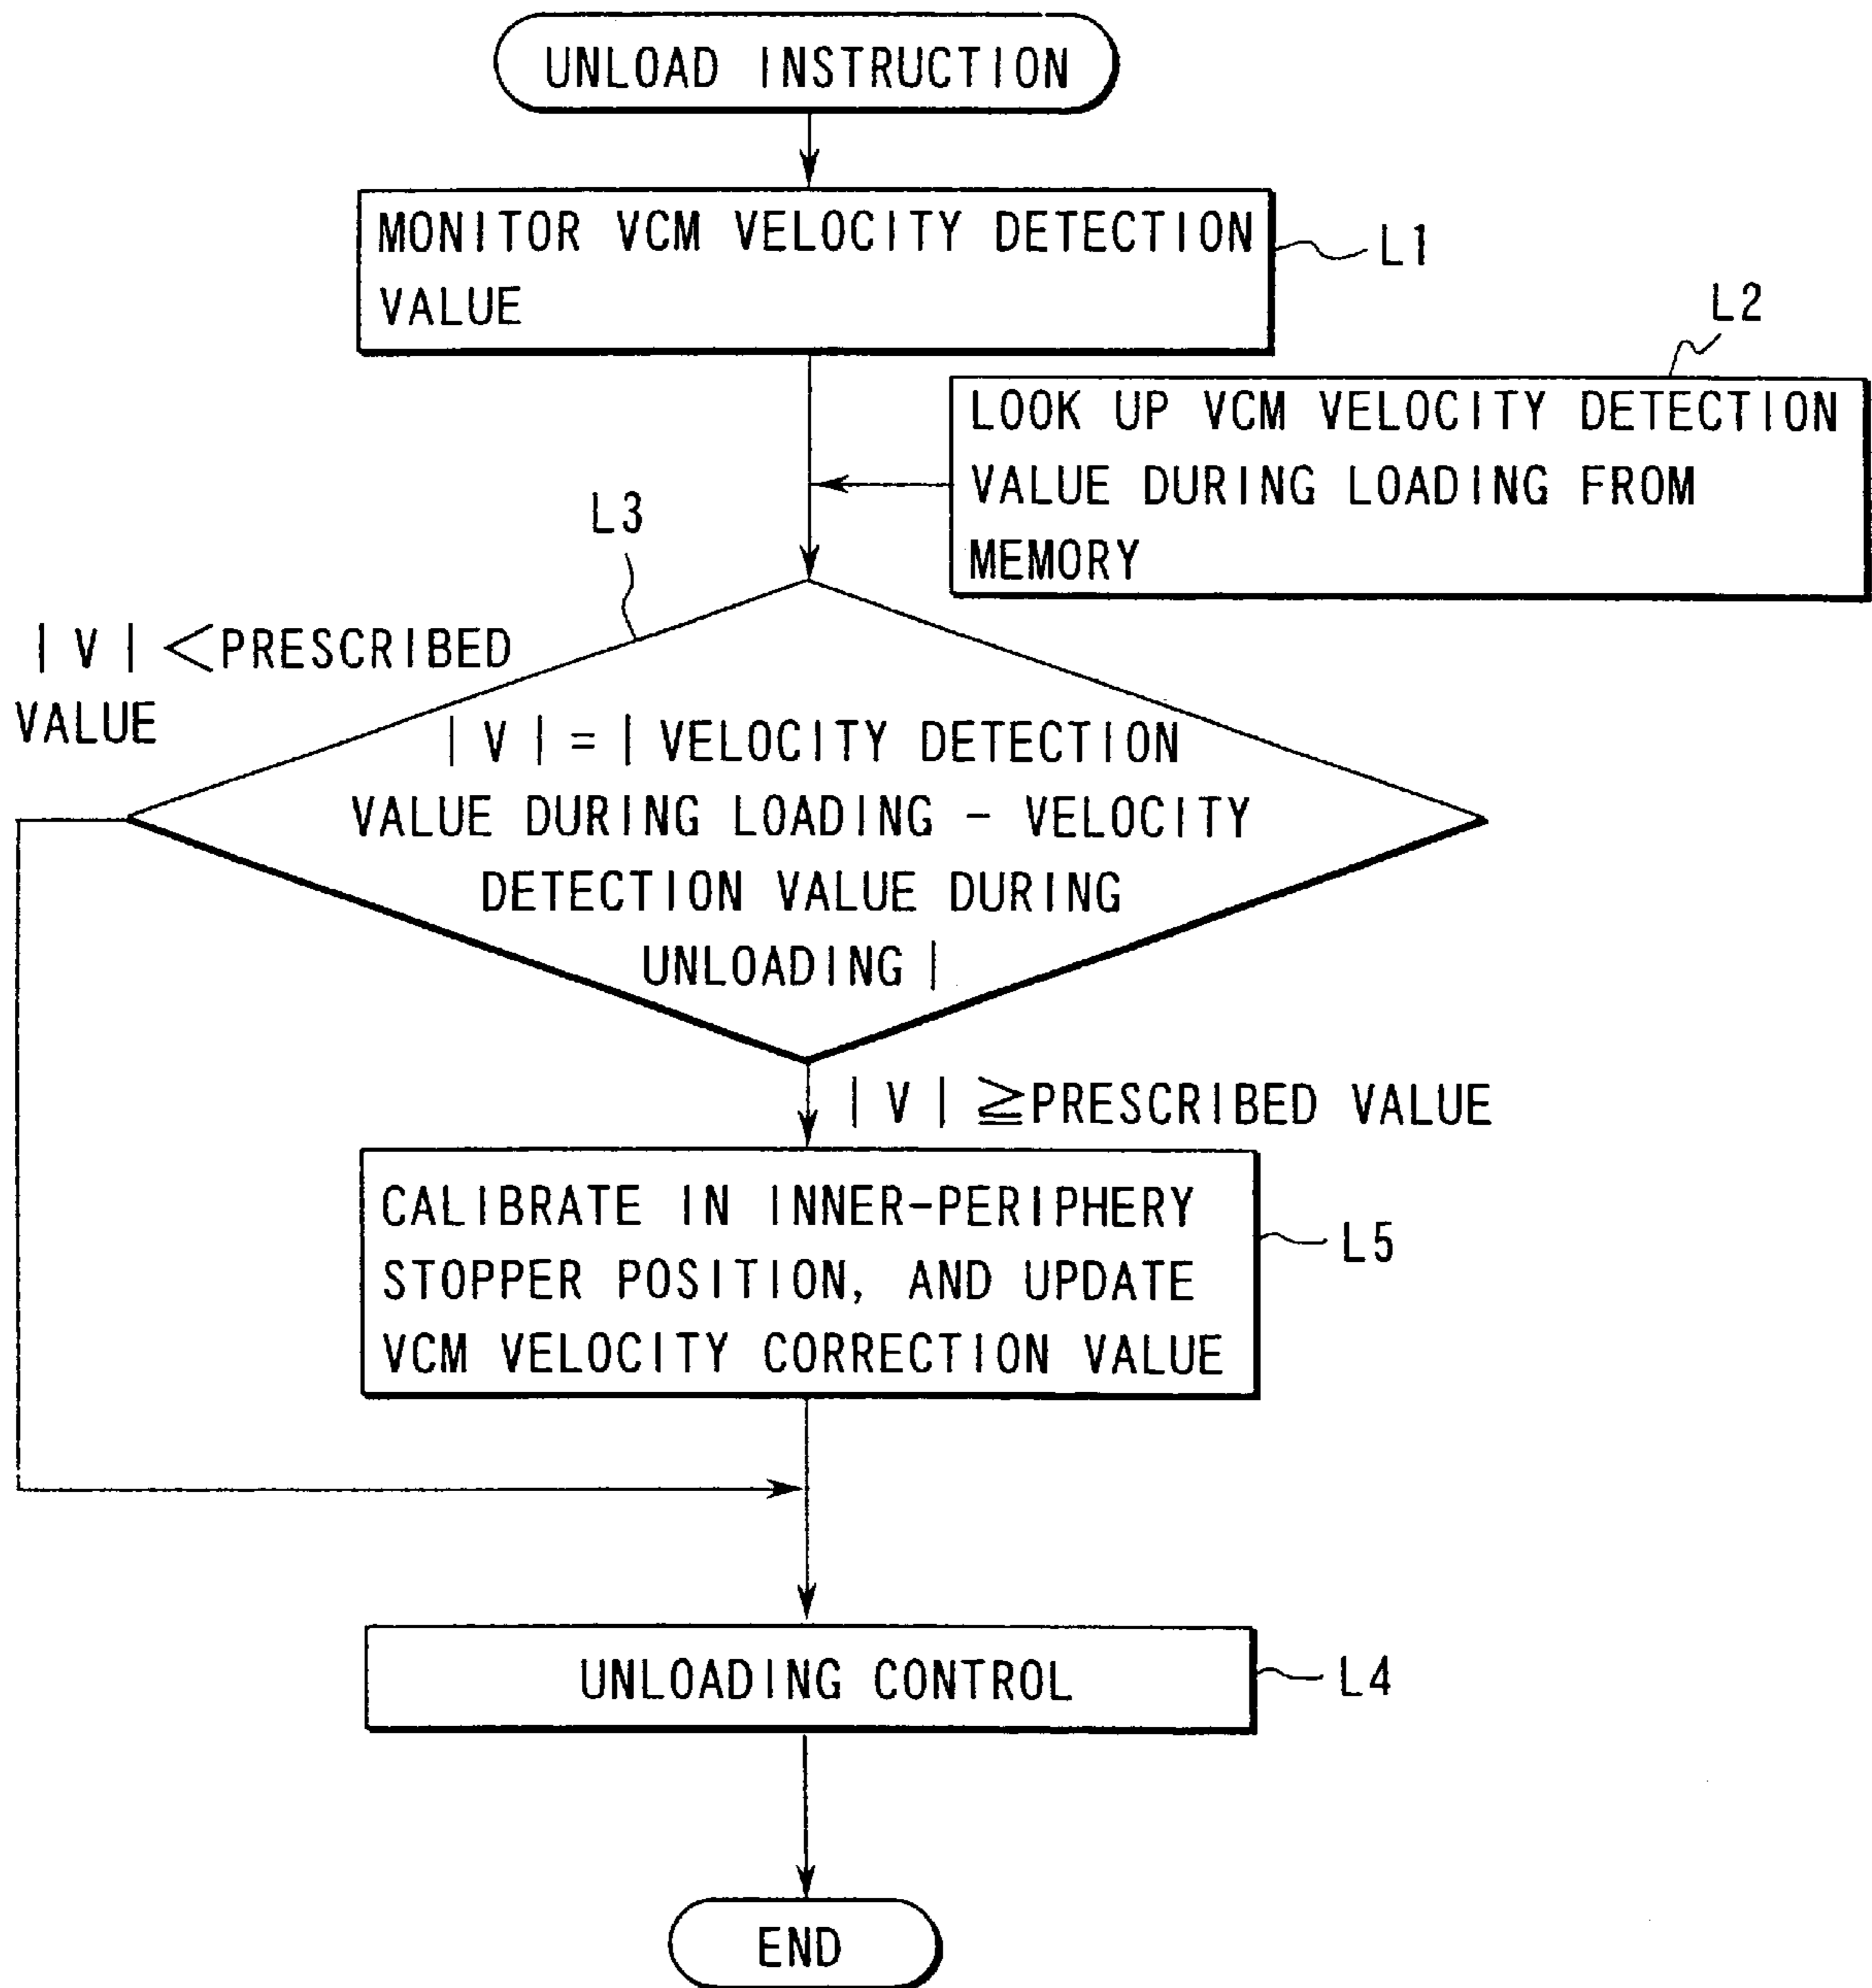 UNLOAD INSTRUCTION
MONITOR VCM VELOCITY DETECTION
VALUE
L1
L2
LOOK UP VCM VELOCITY DETECTION
VALUE DURING LOADING FROM
MEMORY
L3
| V | <PRESCRIBED
VALUE
| V | = | VELOCITY DETECTION
VALUE DURING LOADING - VELOCITY
DETECTION VALUE DURING
UNLOADING |
| V | ≧PRESCRIBED VALUE
CALIBRATE IN INNER-PERIPHERY
STOPPER POSITION, AND UPDATE
VCM VELOCITY CORRECTION VALUE
L5
UNLOADING CONTROL
L4
END